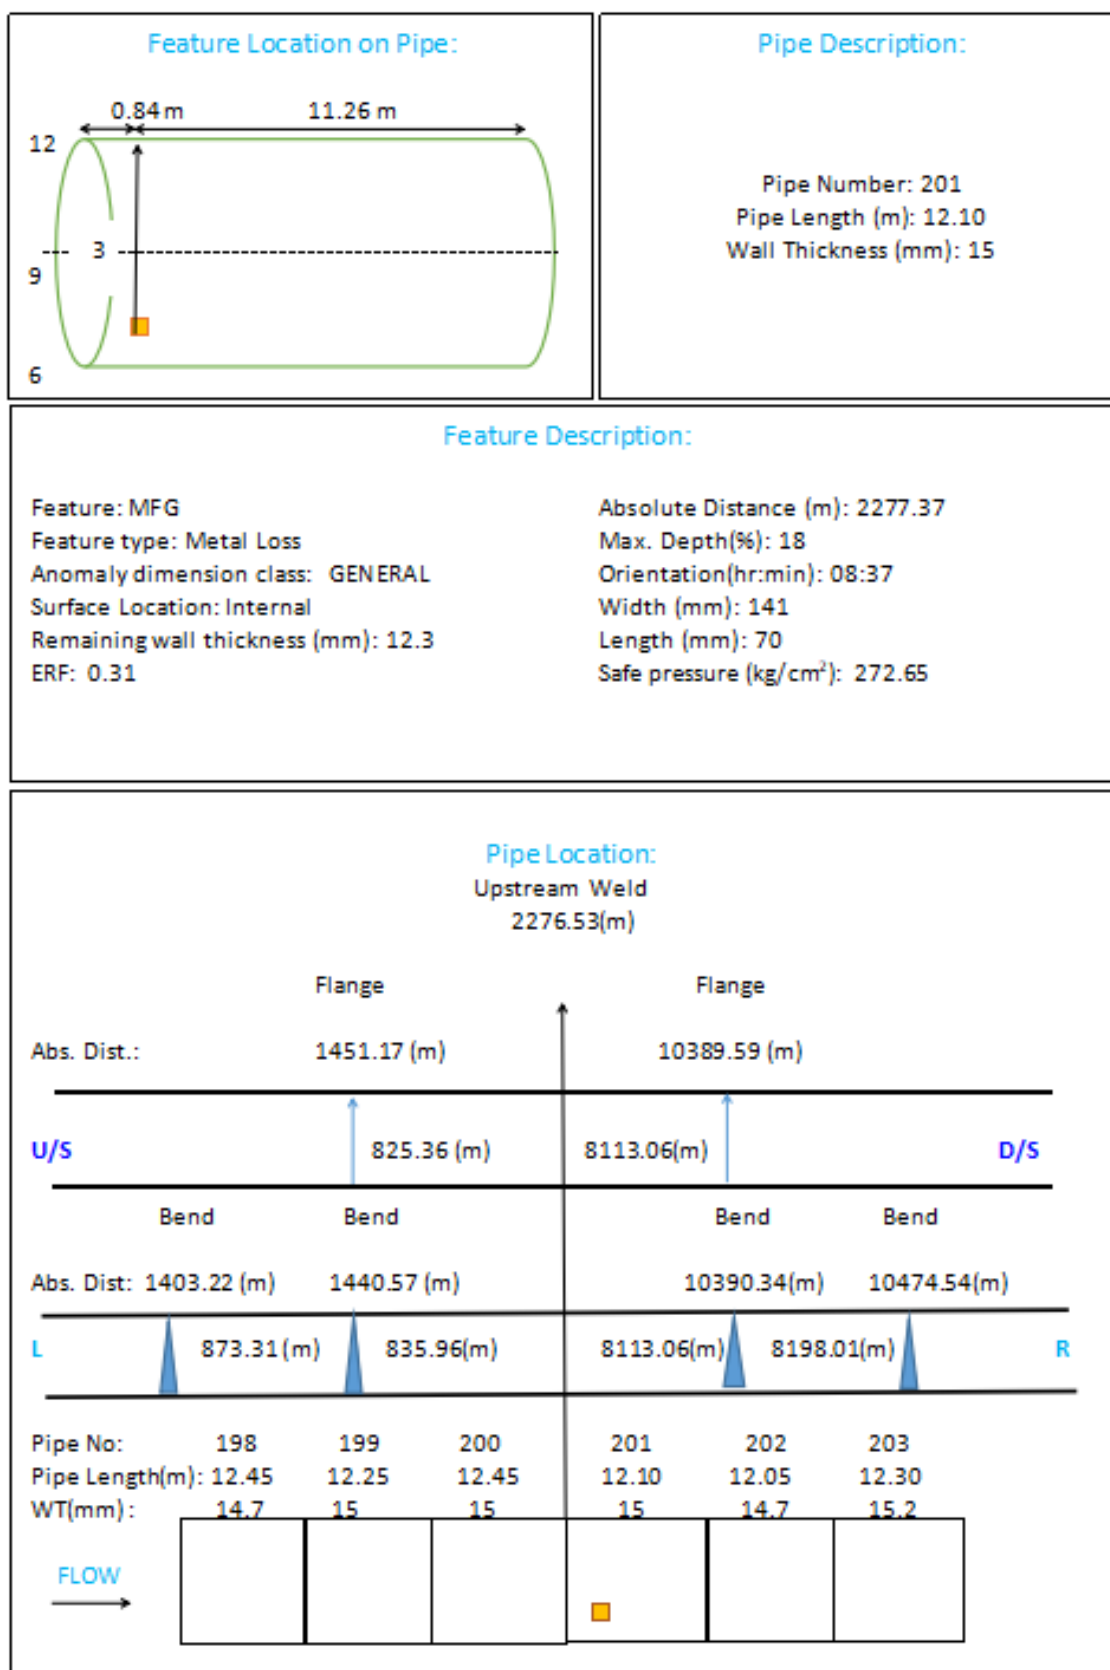 Feature Location on Pipe:
0.84 m 11.26 m
12
3
9
6
Pipe Description:
Pipe Number: 201
Pipe Length (m): 12.10
Wall Thickness (mm): 15
Feature Description:
Feature: MFG
Feature type: Metal Loss
Anomaly dimension class: GENERAL
Surface Location: Internal
Remaining wall thickness (mm): 12.3
ERF: 0.31
Absolute Distance (m): 2277.37
Max. Depth(%): 18
Orientation(hr:min): 08:37
Width (mm): 141
Length (mm): 70
Safe pressure (kg/cm²): 272.65
Pipe Location:
Upstream Weld
2276.53(m)
Flange Flange
Abs. Dist.: 1451.17 (m) 10389.59 (m)
U/S 825.36 (m) 8113.06(m) D/S
Bend Bend Bend Bend
Abs. Dist: 1403.22 (m) 1440.57 (m) 10390.34(m) 10474.54(m)
L 873.31(m) 835.96(m) 8113.06(m) 8198.01(m) R
Pipe No: 198 199 200 201 202 203
Pipe Length(m): 12.45 12.25 12.45 12.10 12.05 12.30
WT(mm): 14.7 15 15 15 14.7 15.2
FLOW